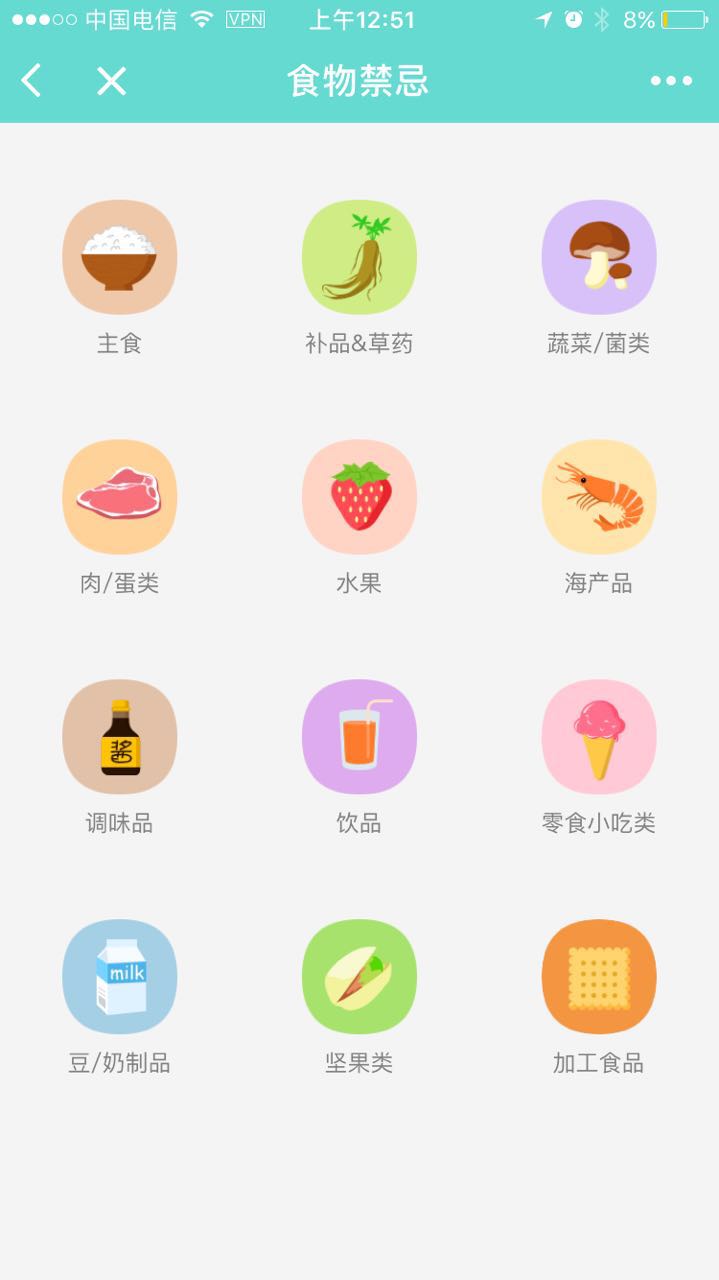 中国电信 VPN 上午12:51 8%
食物禁忌
主食 补品&草药 蔬菜/菌类
肉/蛋类 水果 海产品
酱
调味品 饮品 零食小吃类
milk
豆/奶制品 坚果类 加工食品